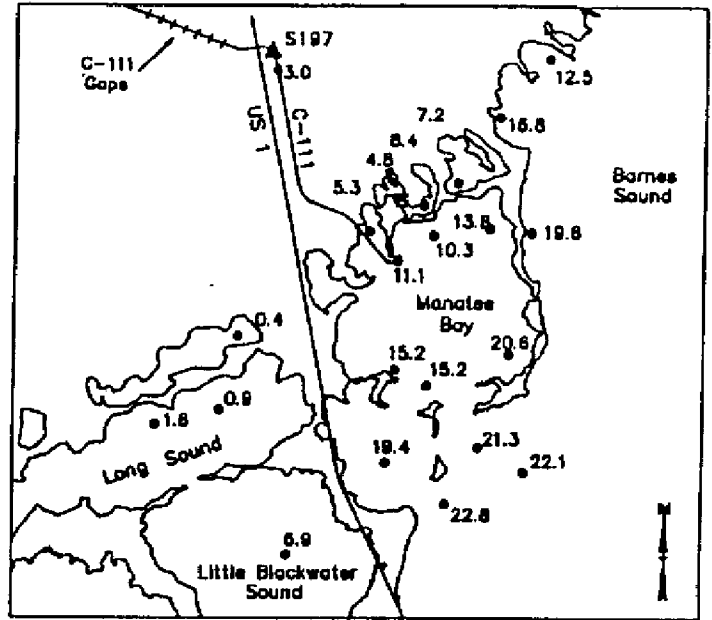 S197
C-111
Gaps
3.0
12.5
US 1
C-111
7.2
16.8
8.4
4.8
Barnes
Sound
5.3
13.8
19.8
10.3
11.1
Manatee
Bay
0.4
20.6
15.2
15.2
0.9
1.8
21.3
Long Sound
19.4
22.1
22.8
N
6.9
Little Blackwater
Sound